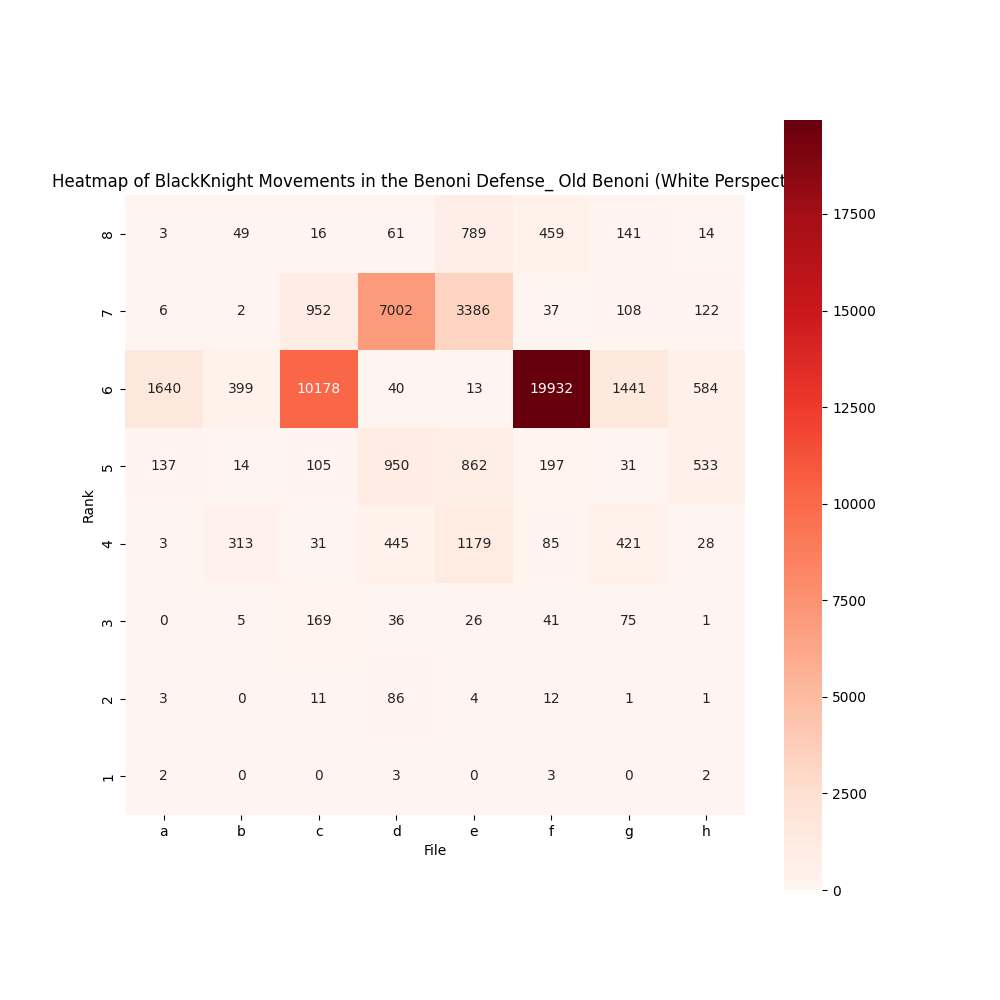 Heatmap of BlackKnight Movements in the Benoni Defense_ Old Benoni (White Perspect
8 3 49 16 61 789 459 141 14
7 6 2 952 7002 3386 37 108 122
6 1640 399 10178 40 13 19932 1441 584
5 137 14 105 950 862 197 31 533
Rank
4 3 313 31 445 1179 85 421 28
3 0 5 169 36 26 41 75 1
2 3 0 11 86 4 12 1 1
1 2 0 0 3 0 3 0 2
a b c d e f g h
File
17500
15000
12500
10000
7500
5000
2500
0